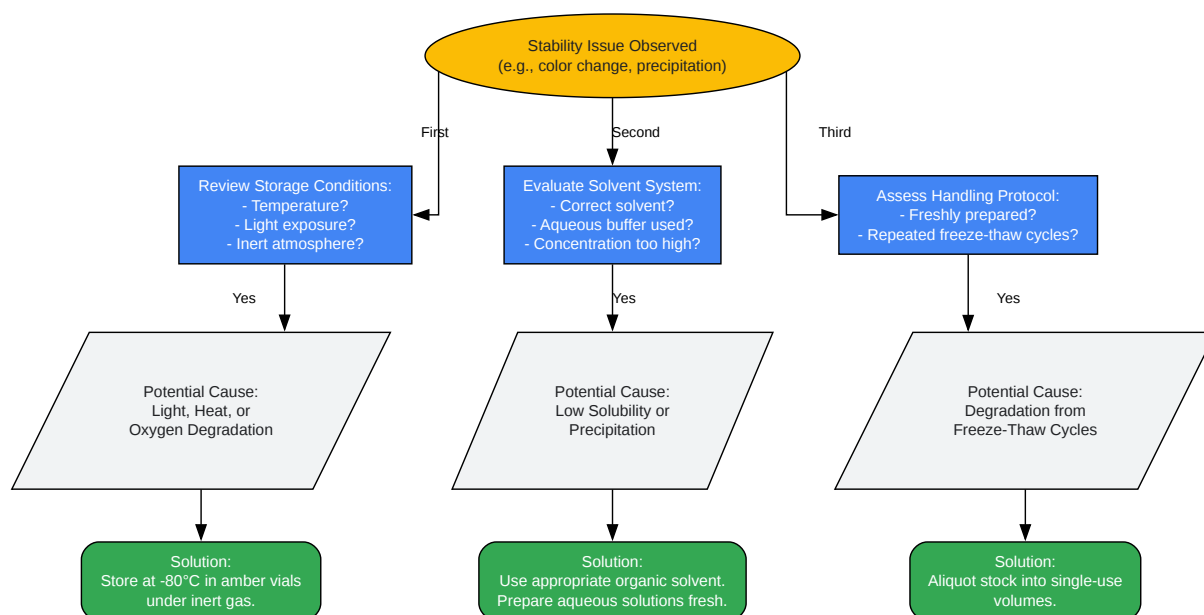 Stability Issue Observed
(e.g., color change, precipitation)
First
Second
Third
Review Storage Conditions:
- Temperature?
- Light exposure?
- Inert atmosphere?
Evaluate Solvent System:
- Correct solvent?
- Aqueous buffer used?
- Concentration too high?
Assess Handling Protocol:
- Freshly prepared?
- Repeated freeze-thaw cycles?
Yes
Yes
Yes
Potential Cause:
Light, Heat, or
Oxygen Degradation
Potential Cause:
Low Solubility or
Precipitation
Potential Cause:
Degradation from
Freeze-Thaw Cycles
Solution:
Store at -80°C in amber vials
under inert gas.
Solution:
Use appropriate organic solvent.
Prepare aqueous solutions fresh.
Solution:
Aliquot stock into single-use
volumes.